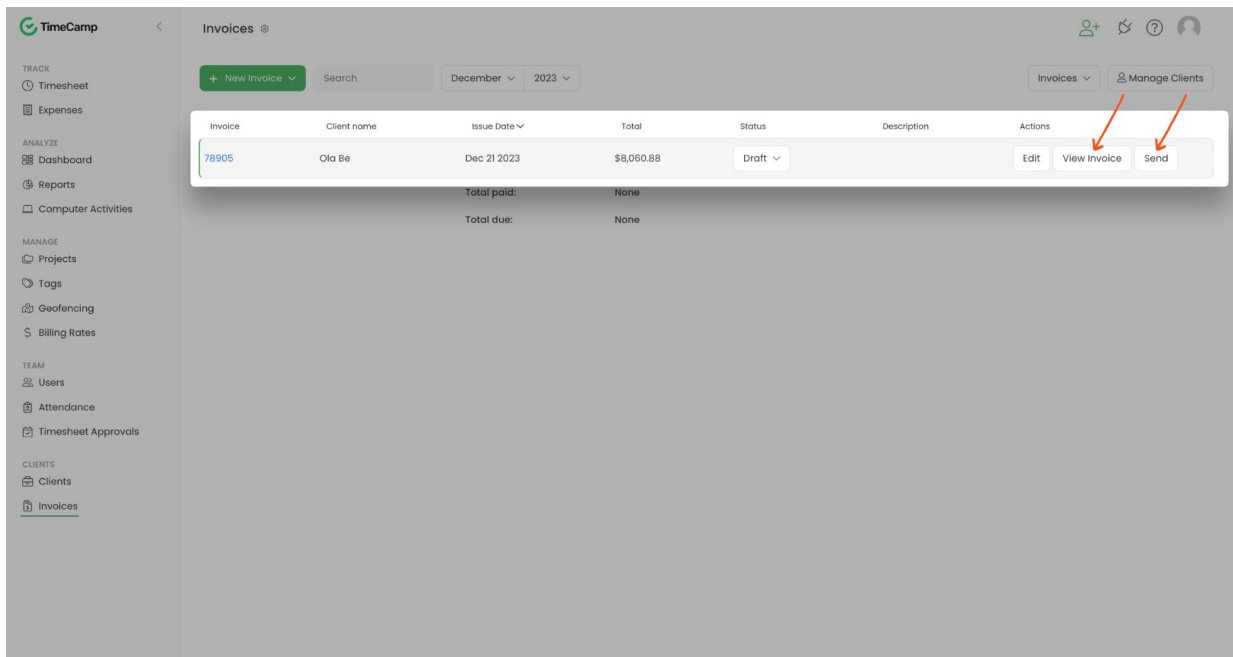 TimeCamp
Invoices
TRACK
Timesheet
Expenses
ANALYZE
Dashboard
Reports
Computer Activities
MANAGE
Projects
Tags
Geofencing
$ Billing Rates
TEAM
Users
Attendance
Timesheet Approvals
CLIENTS
Clients
Invoices
+ New Invoice Search December 2023 Invoices Manage Clients
Invoice Client name Issue Date Total Status Description Actions
78905 Ola Be Dec 21 2023 $8,060.88 Draft Edit View Invoice Send
Total paid: None
Total due: None